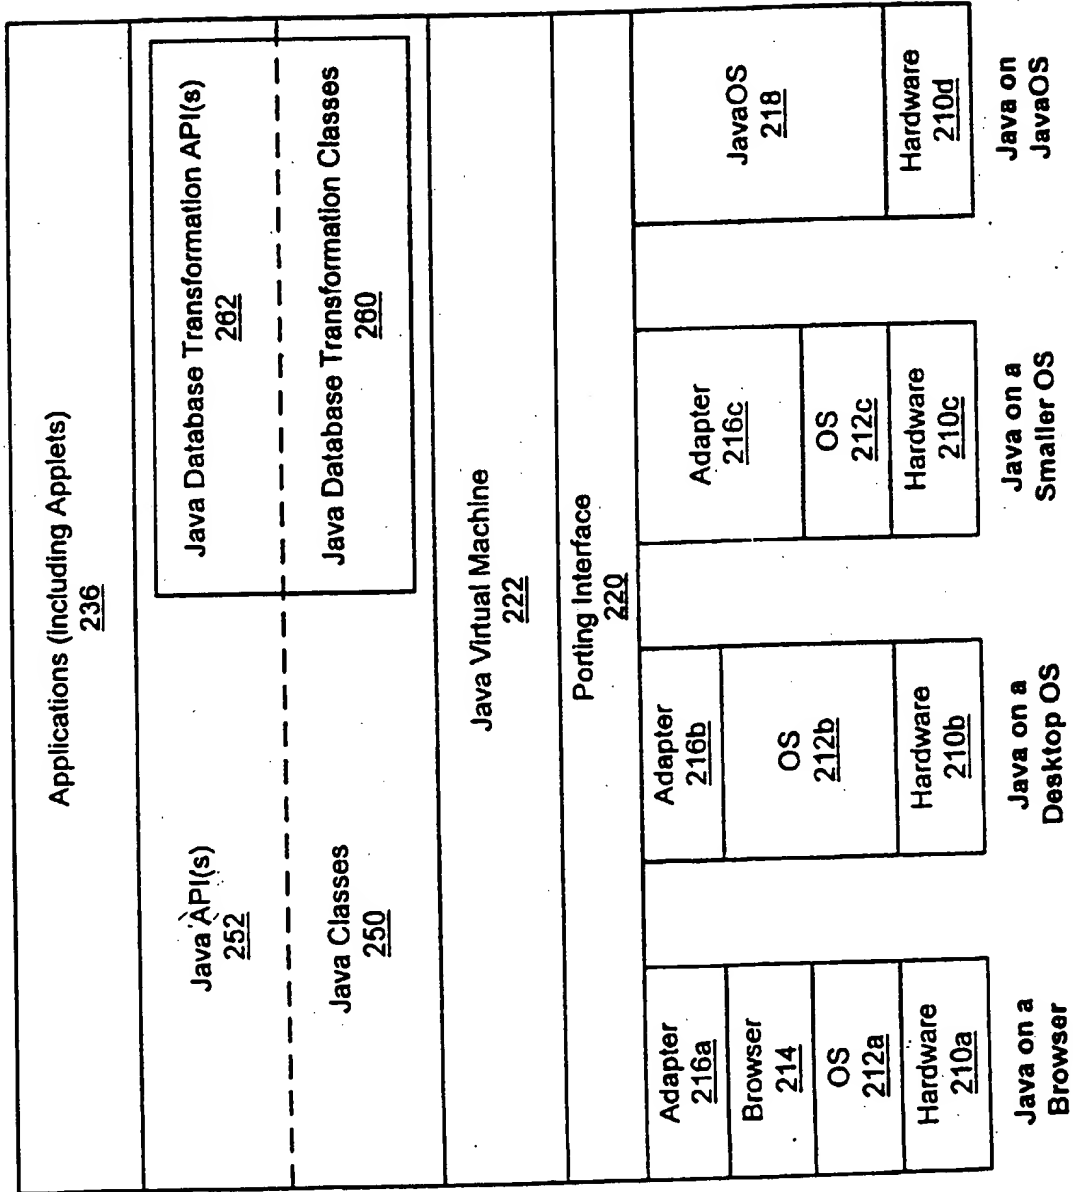 Applications (Including Applets)
236
Java API(s)
252
Java Database Transformation API(s)
262
Java Classes
250
Java Database Transformation Classes
260
Java Virtual Machine
222
Porting Interface
220
Adapter
216a
Browser
214
OS
212a
Hardware
210a
Java on a
Browser
Adapter
216b
OS
212b
Hardware
210b
Java on a
Desktop OS
Adapter
216c
OS
212c
Hardware
210c
Java on a
Smaller OS
JavaOS
218
Hardware
210d
Java on
JavaOS